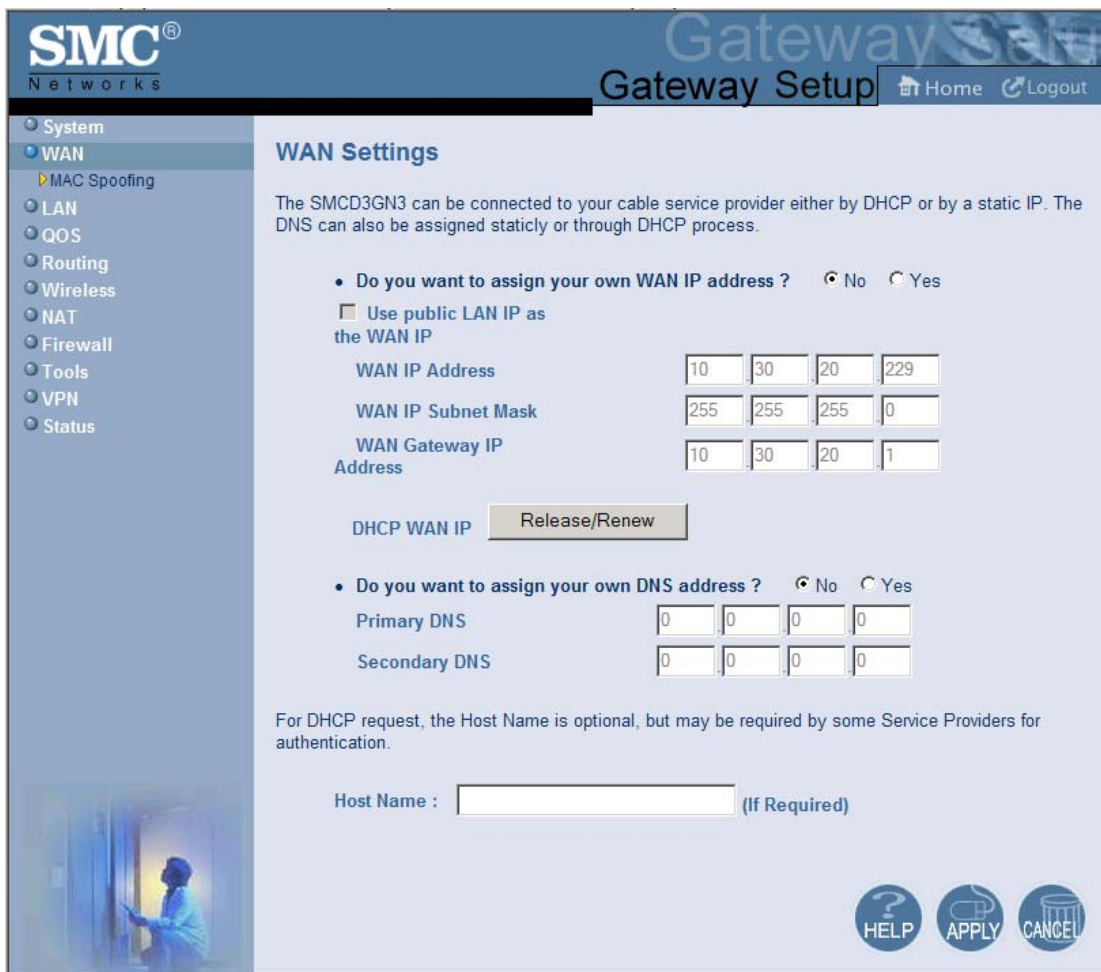 SMC®
Networks
Gateway Setu
Gateway Setup
Home
Logout
System
WAN
MAC Spoofing
LAN
QOS
Routing
Wireless
NAT
Firewall
Tools
VPN
Status
WAN Settings
The SMCD3GN3 can be connected to your cable service provider either by DHCP or by a static IP. The
DNS can also be assigned staticly or through DHCP process.
• Do you want to assign your own WAN IP address ? No Yes
Use public LAN IP as
the WAN IP
WAN IP Address 10 . 30 . 20 . 229
WAN IP Subnet Mask 255 . 255 . 255 . 0
WAN Gateway IP
Address 10 . 30 . 20 . 1
DHCP WAN IP Release/Renew
• Do you want to assign your own DNS address ? No Yes
Primary DNS 0 . 0 . 0 . 0
Secondary DNS 0 . 0 . 0 . 0
For DHCP request, the Host Name is optional, but may be required by some Service Providers for
authentication.
Host Name : (If Required)
HELP APPLY CANCEL